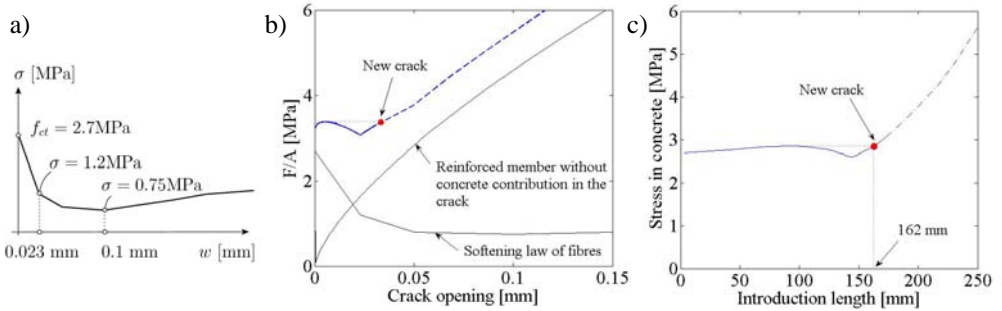 a)
σ [MPa]
f_ct = 2.7MPa
σ = 1.2MPa
σ = 0.75MPa
0.023 mm
0.1 mm
w [mm]
b)
F/A [MPa]
6
4
2
0
0
0.05
0.1
0.15
New crack
Reinforced member without
concrete contribution in the
crack
Softening law of fibres
Crack opening [mm]
c)
Stress in concrete [MPa]
6
5
4
3
2
1
0
0
50
100
150
200
250
New crack
162 mm
Introduction length [mm]